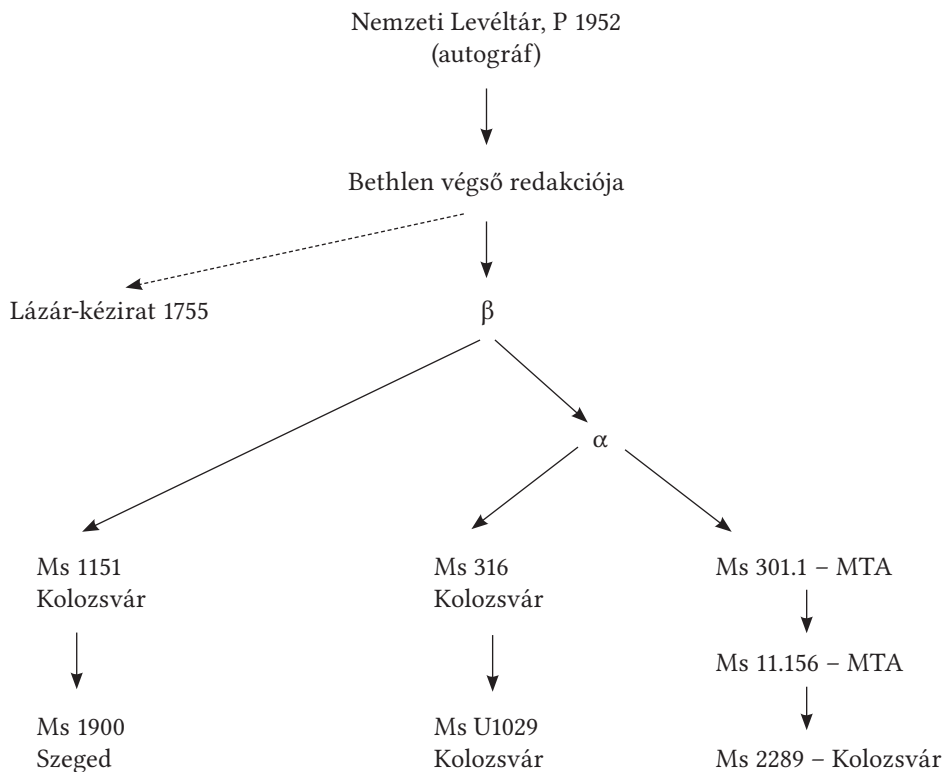 Nemzeti Levéltár, P 1952
(autográf)
Bethlen végső redakciója
Lázár-kézirat 1755
β
α
Ms 1151
Kolozsvár
Ms 316
Kolozsvár
Ms 301.1 – MTA
Ms 11.156 – MTA
Ms 1900
Szeged
Ms U1029
Kolozsvár
Ms 2289 – Kolozsvár